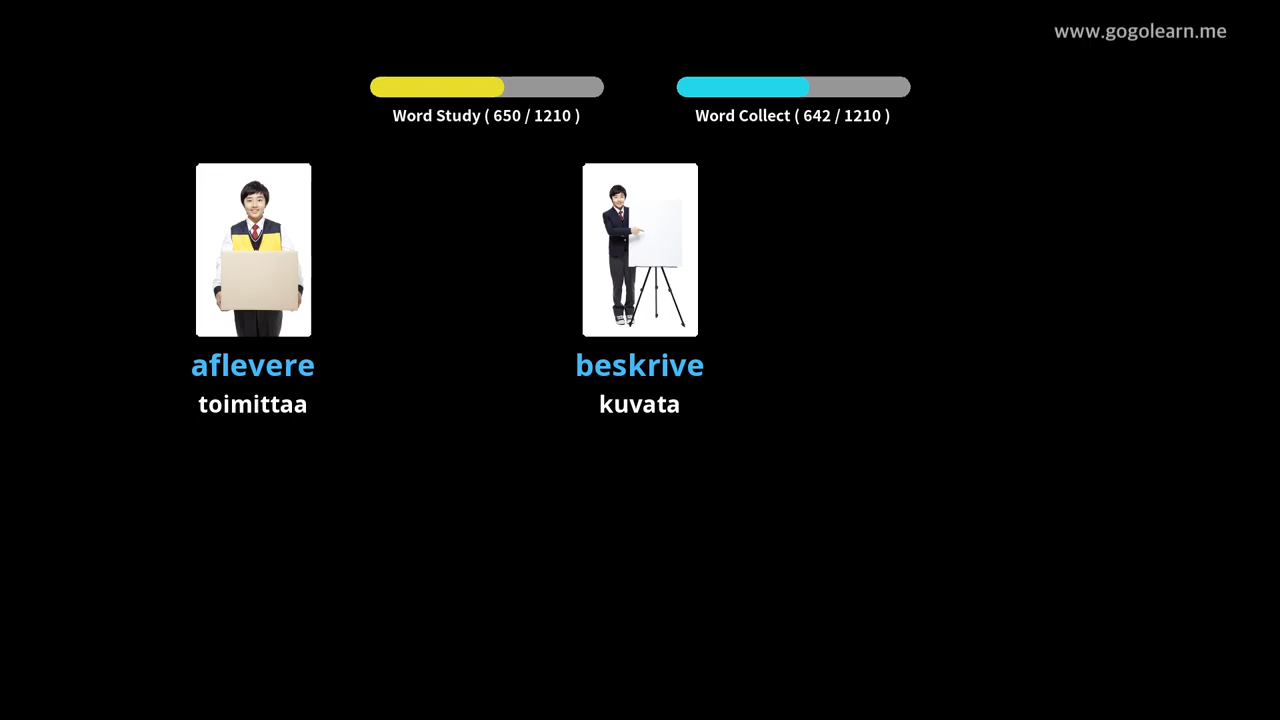 www.gogolearn.me
Word Study ( 650 / 1210 )
Word Collect ( 642 / 1210 )
aflevere
toimittaa
beskrive
kuvata